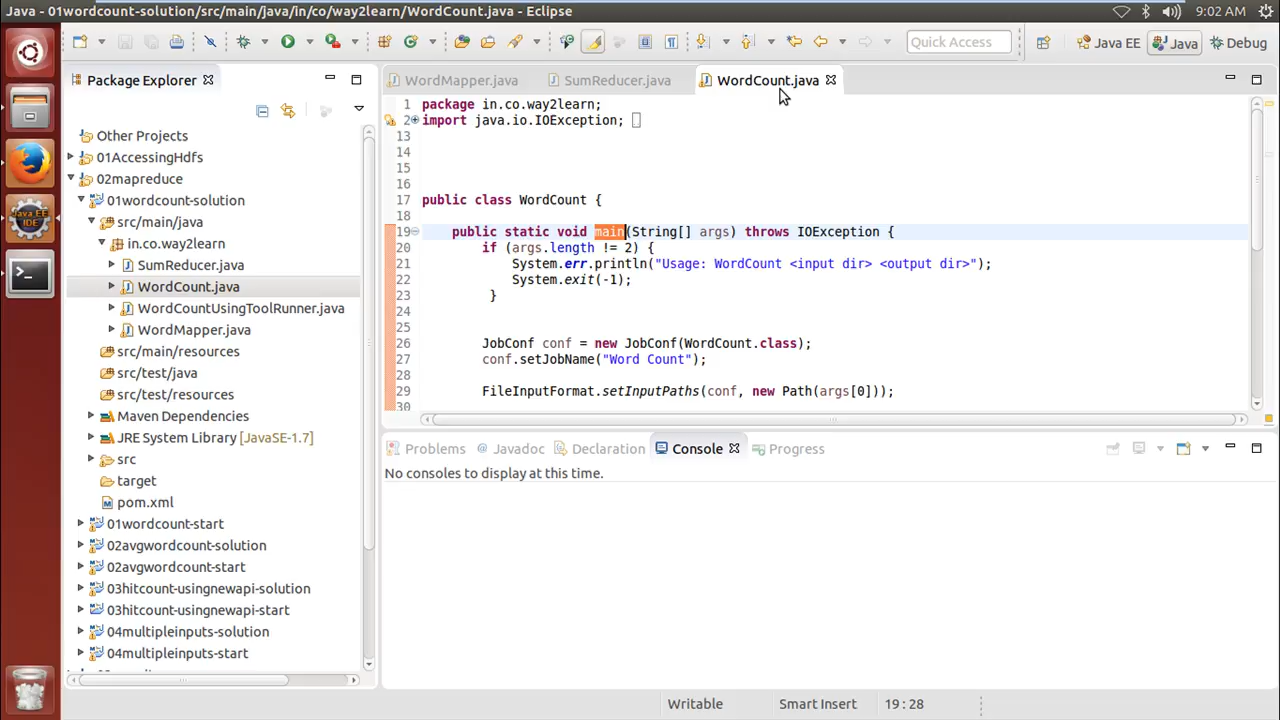 Java - 01wordcount-solution/src/main/java/in/co/way2learn/WordCount.java - Eclipse
9:02 AM
Quick Access
Java EE
Java
Debug
Package Explorer
Other Projects
01AccessingHdfs
02mapreduce
01wordcount-solution
src/main/java
in.co.way2learn
SumReducer.java
WordCount.java
WordCountUsingToolRunner.java
WordMapper.java
src/main/resources
src/test/java
src/test/resources
Maven Dependencies
JRE System Library [JavaSE-1.7]
src
target
pom.xml
01wordcount-start
02avgwordcount-solution
02avgwordcount-start
03hitcount-usingnewapi-solution
03hitcount-usingnewapi-start
04multipleinputs-solution
04multipleinputs-start
WordMapper.java
SumReducer.java
WordCount.java
1 package in.co.way2learn;
2 import java.io.IOException;
13
14
15
16
17 public class WordCount {
18
19 public static void main(String[] args) throws IOException {
20 if (args.length != 2) {
21 System.err.println("Usage: WordCount <input dir> <output dir>");
22 System.exit(-1);
23 }
24
25
26 JobConf conf = new JobConf(WordCount.class);
27 conf.setJobName("Word Count");
28
29 FileInputFormat.setInputPaths(conf, new Path(args[0]));
30
Problems
@ Javadoc
Declaration
Console
Progress
No consoles to display at this time.
Writable
Smart Insert
19 : 28
Java EE
IDE